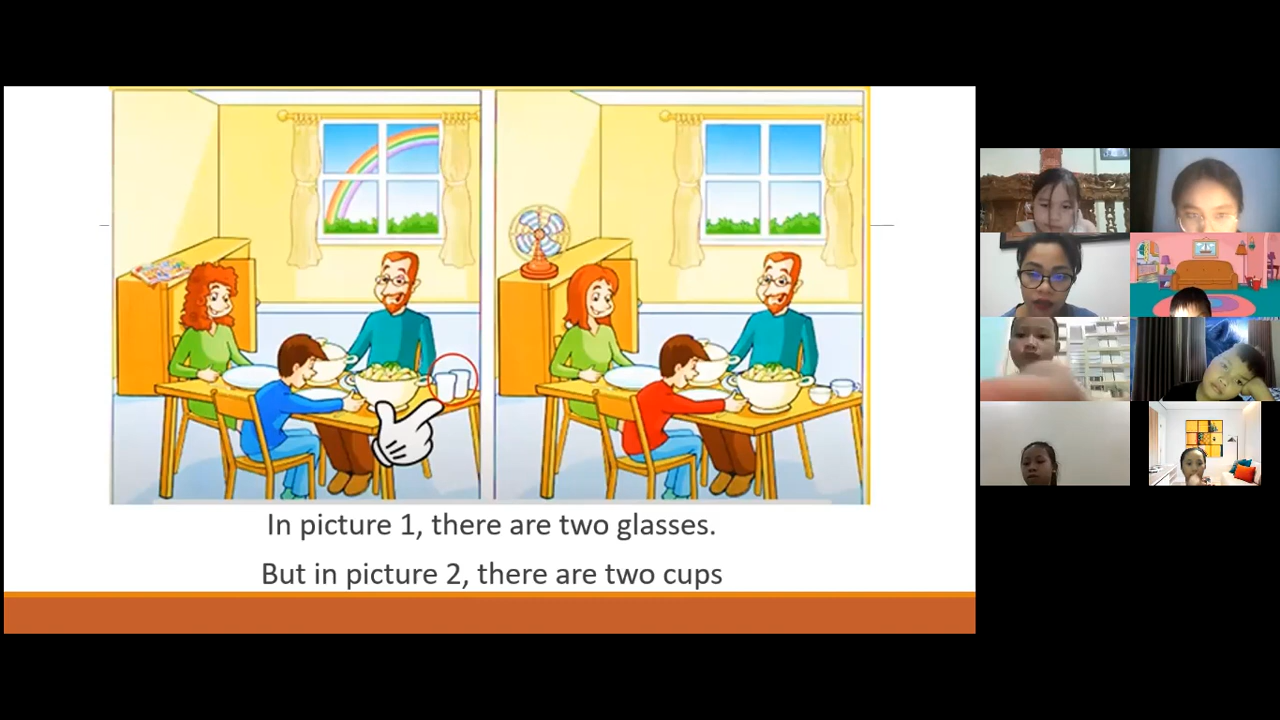 In picture 1, there are two glasses.
But in picture 2, there are two cups